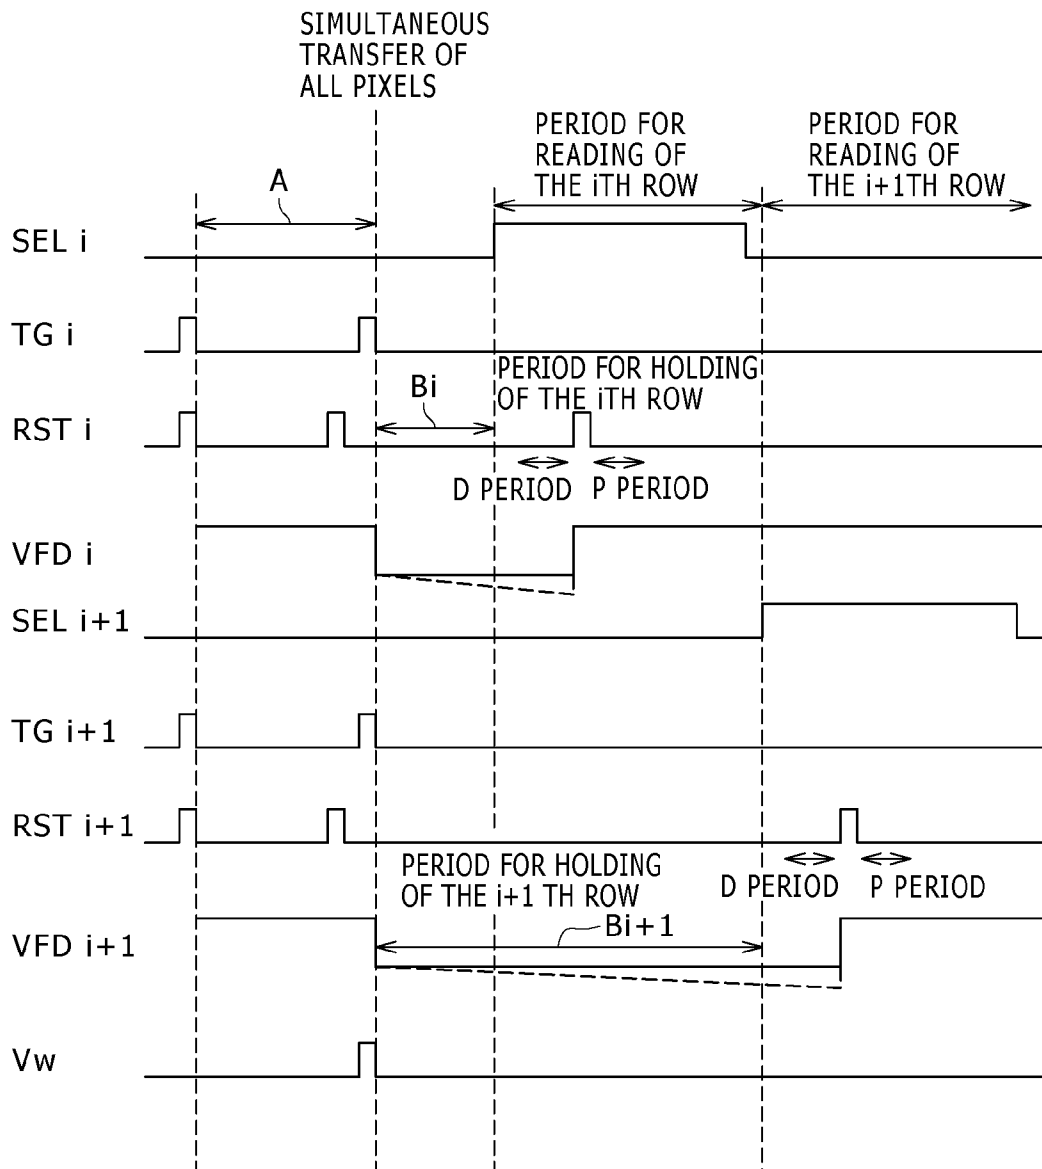 SIMULTANEOUS
TRANSFER OF
ALL PIXELS
PERIOD FOR
READING OF
THE iTH ROW
PERIOD FOR
READING OF
THE i+1TH ROW
A
SEL i
TG i
PERIOD FOR HOLDING
OF THE iTH ROW
Bi
RST i
D PERIOD
P PERIOD
VFD i
SEL i+1
TG i+1
RST i+1
PERIOD FOR HOLDING
OF THE i+1 TH ROW
D PERIOD
P PERIOD
Bi+1
VFD i+1
Vw